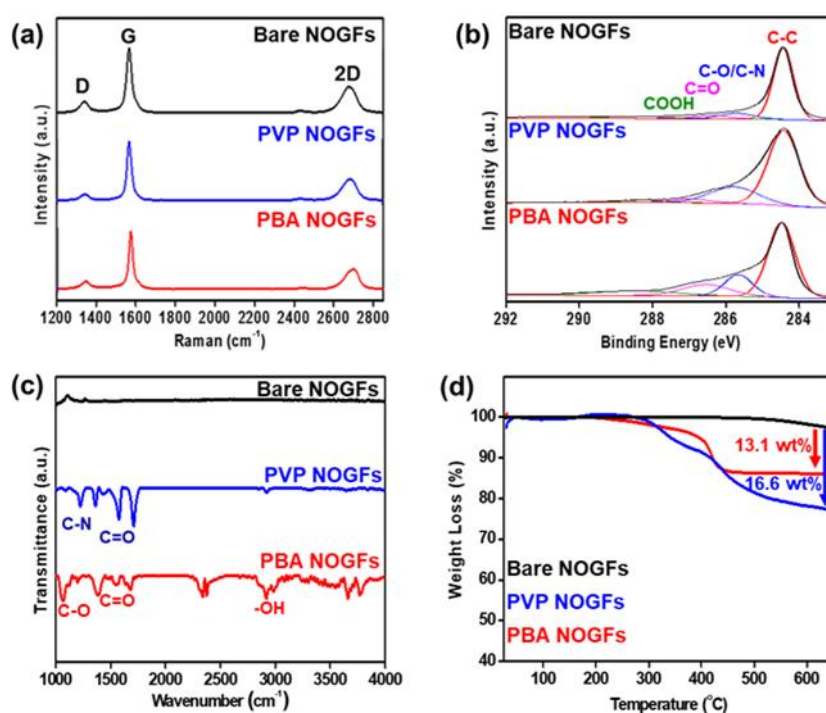 (a)
Bare NOGFs
G
D
2D
PVP NOGFs
PBA NOGFs
Intensity (a.u.)
1200 1400 1600 1800 2000 2200 2400 2600 2800
Raman (cm⁻¹)
(b)
Bare NOGFs
C-C
C-O/C-N
C=O
COOH
PVP NOGFs
PBA NOGFs
Intensity (a.u.)
292 290 288 286 284
Binding Energy (eV)
(c)
Bare NOGFs
PVP NOGFs
C-N
C=O
PBA NOGFs
C-O
C=O
-OH
Transmittance (a.u.)
1000 1500 2000 2500 3000 3500 4000
Wavenumber (cm⁻¹)
(d)
100
90
80
70
60
50
40
13.1 wt%
16.6 wt%
Bare NOGFs
PVP NOGFs
PBA NOGFs
Weight Loss (%)
100 200 300 400 500 600
Temperature (°C)